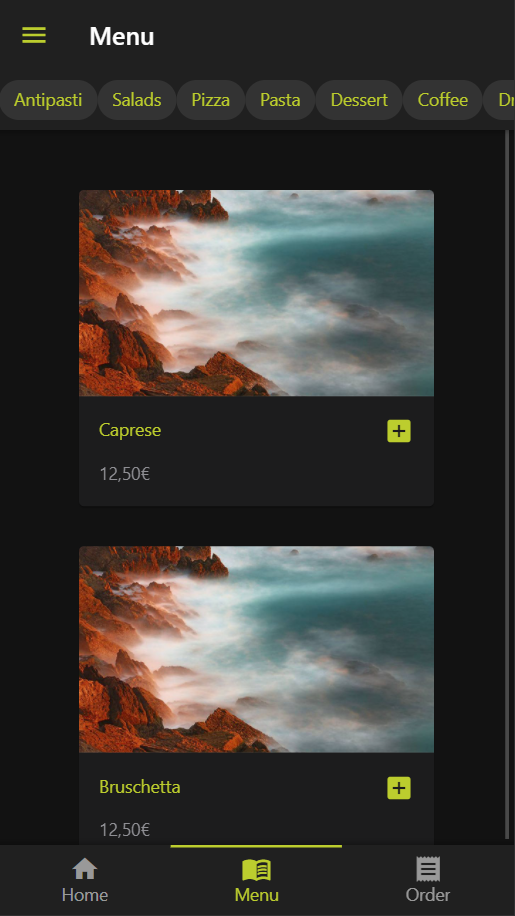 Menu
Antipasti Salads Pizza Pasta Dessert Coffee
Caprese
12,50€
Bruschetta
12,50€
Home Menu Order